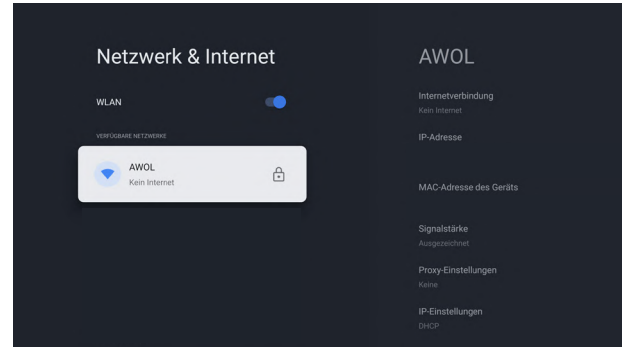 Netzwerk & Internet
WLAN
VERFÜGBARE NETZWERKE
AWOL
Kein Internet
AWOL
Internetverbindung
Kein Internet
IP-Adresse
MAC-Adresse des Geräts
Signalstärke
Ausgezeichnet
Proxy-Einstellungen
Keine
IP-Einstellungen
DHCP